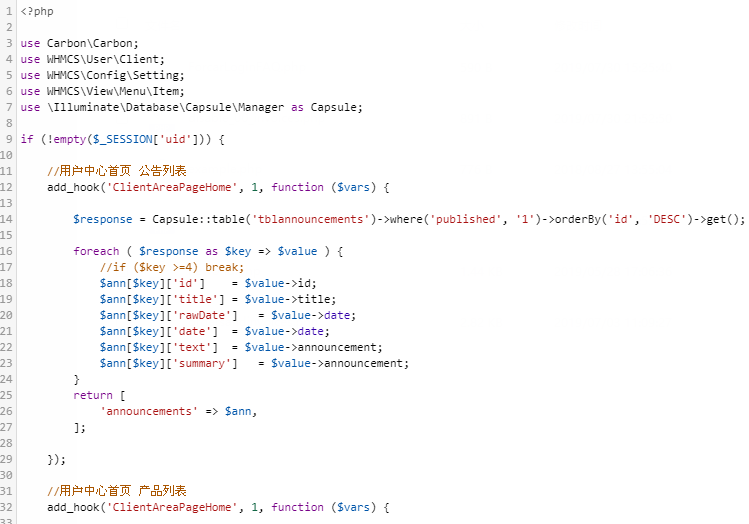 1 <?php
2
3 use Carbon\Carbon;
4 use WHMCS\User\Client;
5 use WHMCS\Config\Setting;
6 use WHMCS\View\Menu\Item;
7 use \Illuminate\Database\Capsule\Manager as Capsule;
8
9 if (!empty($_SESSION['uid'])) {
10
11     //用户中心首页 公告列表
12     add_hook('ClientAreaPageHome', 1, function ($vars) {
13
14         $response = Capsule::table('tblannouncements')->where('published', '1')->orderBy('id', 'DESC')->get();
15
16         foreach ( $response as $key => $value ) {
17             //if ($key >=4) break;
18             $ann[$key]['id']    = $value->id;
19             $ann[$key]['title'] = $value->title;
20             $ann[$key]['rawDate']   = $value->date;
21             $ann[$key]['date']  = $value->date;
22             $ann[$key]['text']  = $value->announcement;
23             $ann[$key]['summary']   = $value->announcement;
24         }
25         return [
26             'announcements' => $ann,
27         ];
28
29     });
30
31     //用户中心首页 产品列表
32     add_hook('ClientAreaPageHome', 1, function ($vars) {
33